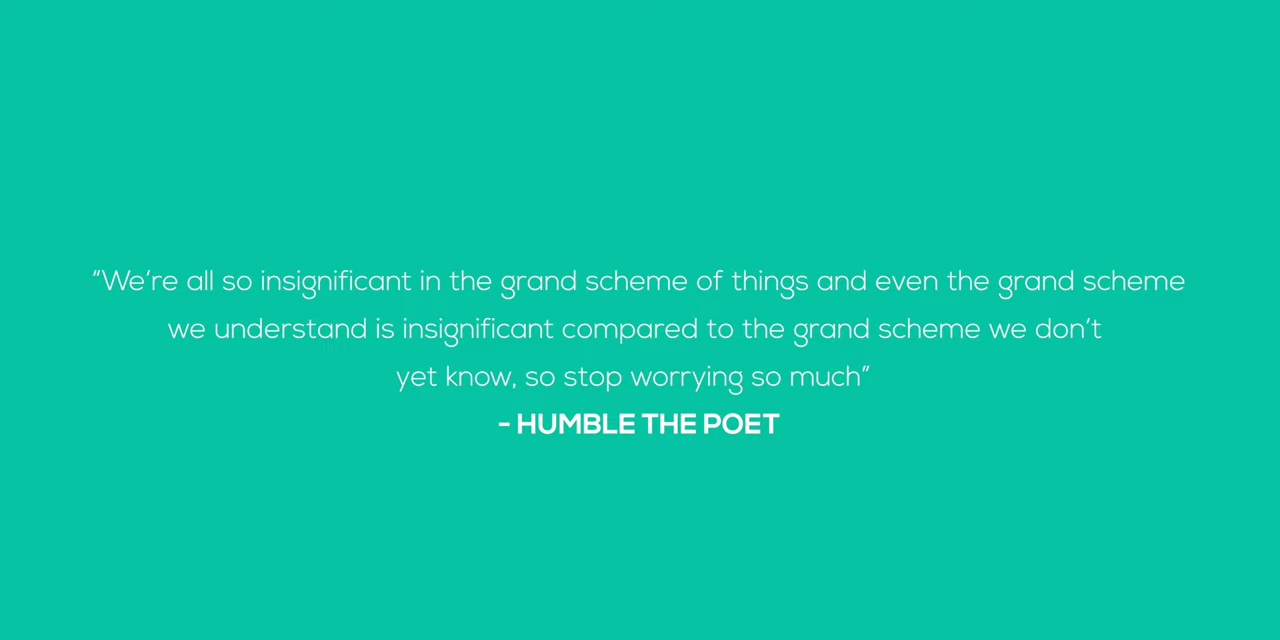 “We’re all so insignificant in the grand scheme of things and even the grand scheme
we understand is insignificant compared to the grand scheme we don’t
yet know, so stop worrying so much”
- HUMBLE THE POET